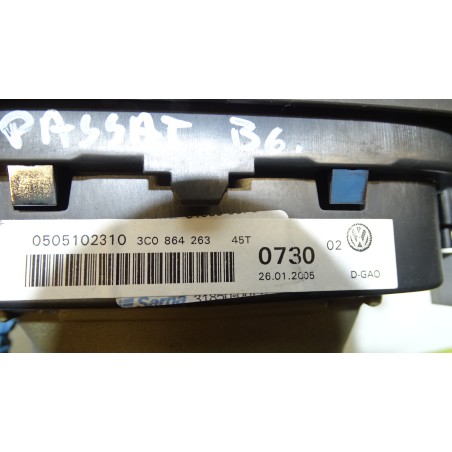 PASSAT B6.
0505102310 3C0 864 263 45T 0730 02
26.01.2005 D-GAO
Sarna